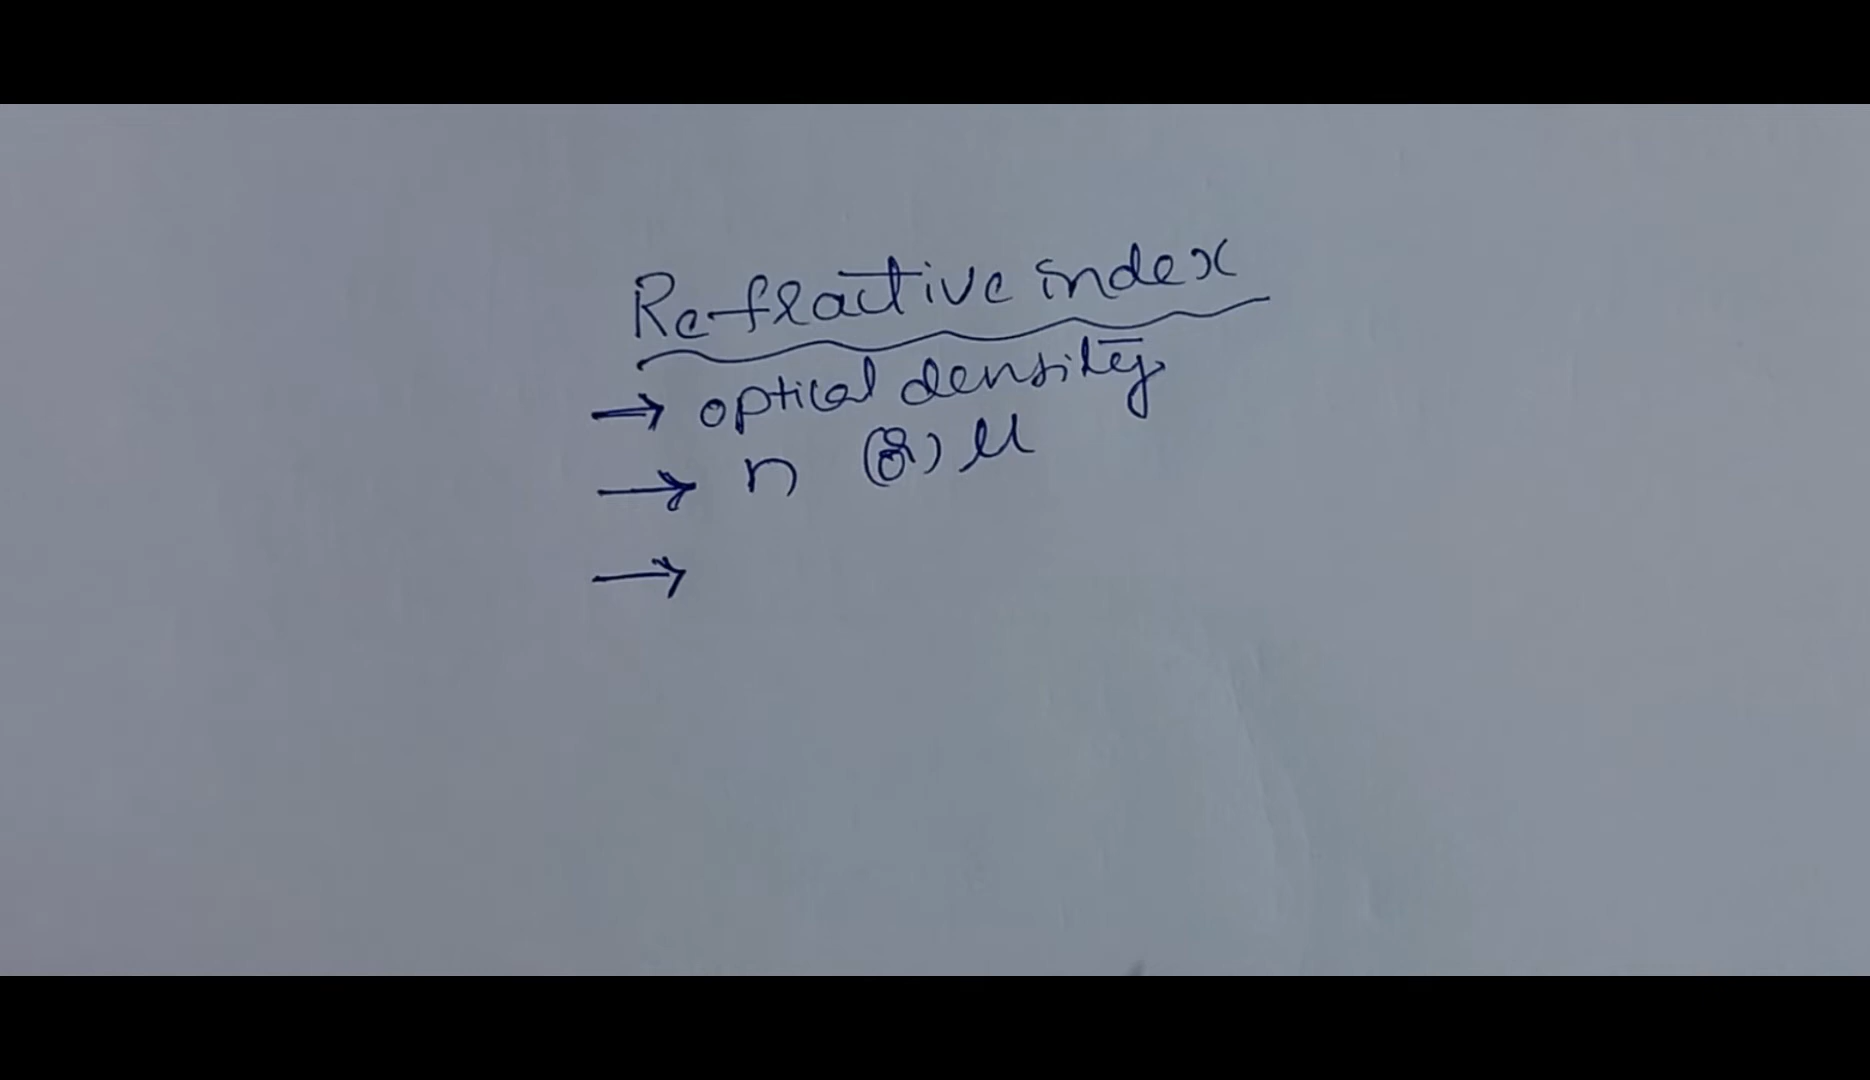 Refractive index
→ optical density
→ n (or) μ
→